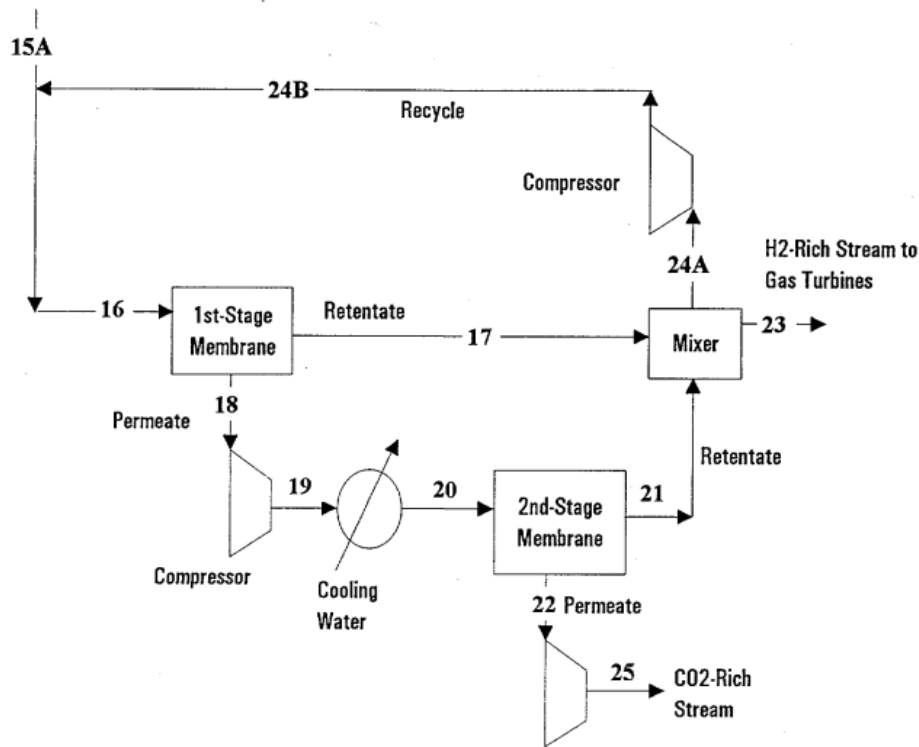 15A
24B
Recycle
Compressor
24A
H2-Rich Stream to
Gas Turbines
16
1st-Stage
Membrane
Retentate
17
Mixer
23
18
Permeate
19
20
2nd-Stage
Membrane
21
Retentate
Compressor
Cooling
Water
22 Permeate
25
CO2-Rich
Stream